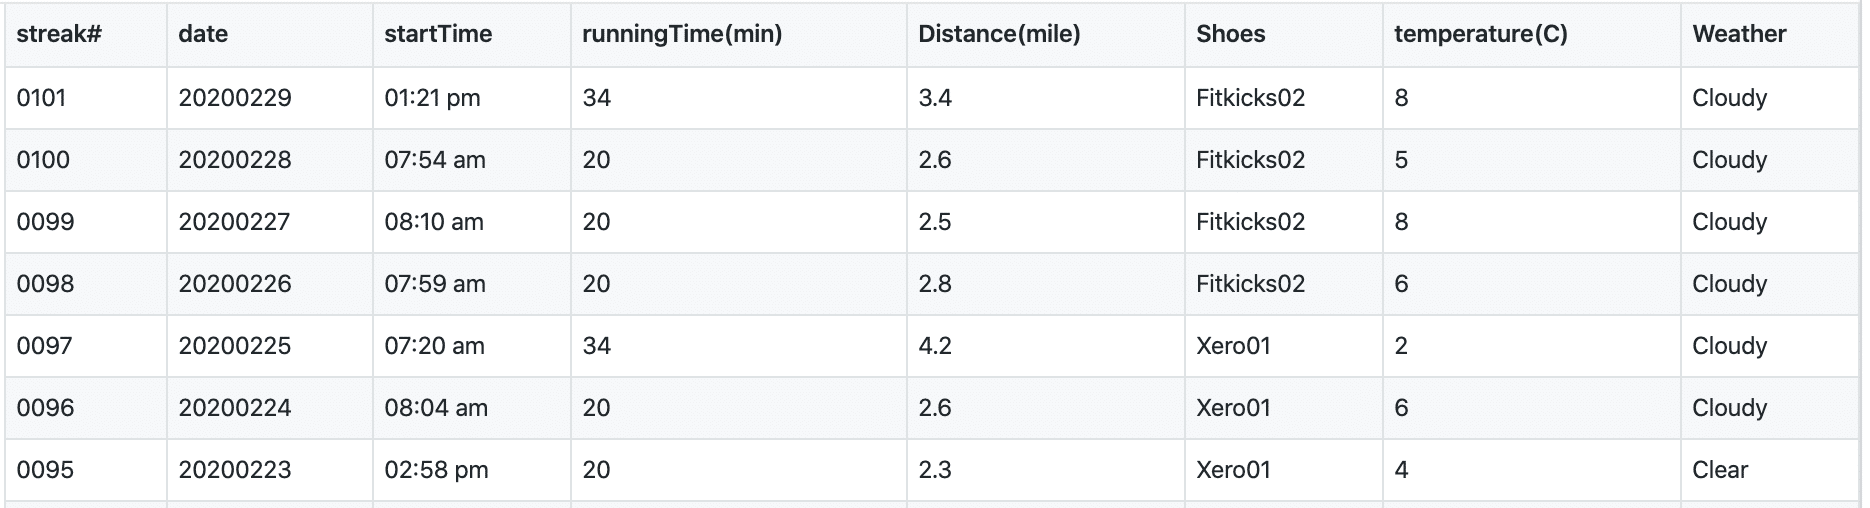 streak# date startTime runningTime(min) Distance(mile) Shoes temperature(C) Weather
0101 20200229 01:21 pm 34 3.4 Fitkicks02 8 Cloudy
0100 20200228 07:54 am 20 2.6 Fitkicks02 5 Cloudy
0099 20200227 08:10 am 20 2.5 Fitkicks02 8 Cloudy
0098 20200226 07:59 am 20 2.8 Fitkicks02 6 Cloudy
0097 20200225 07:20 am 34 4.2 Xero01 2 Cloudy
0096 20200224 08:04 am 20 2.6 Xero01 6 Cloudy
0095 20200223 02:58 pm 20 2.3 Xero01 4 Clear